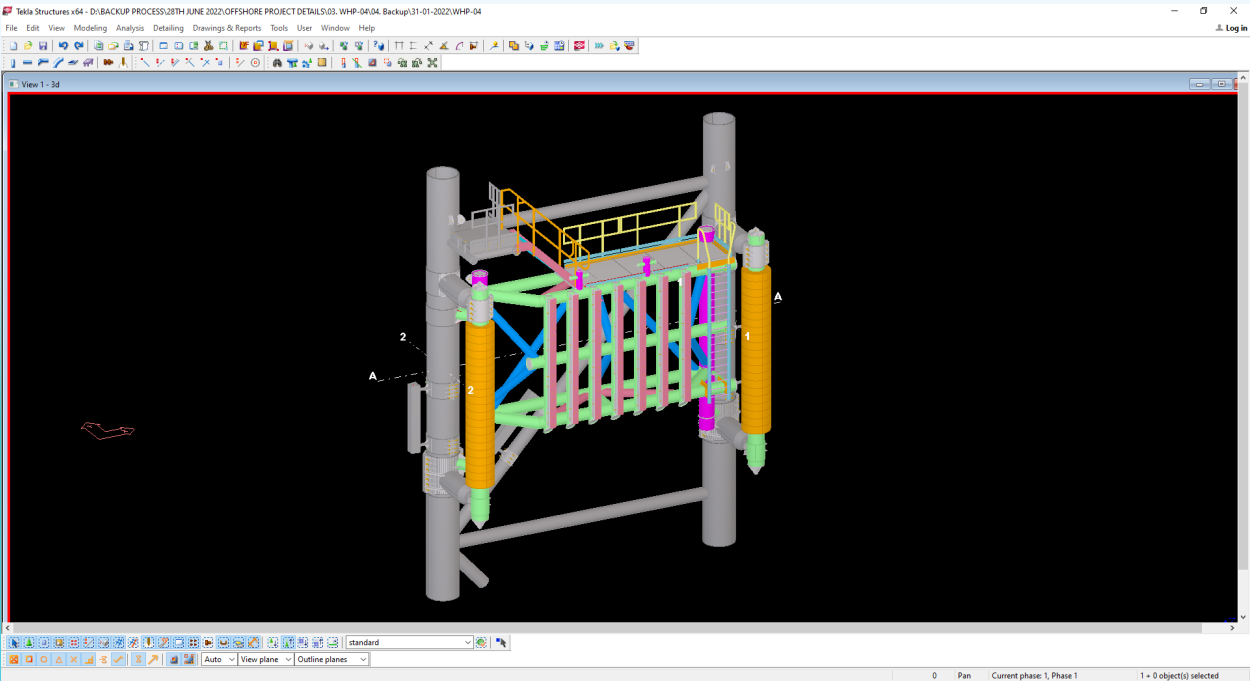 Tekla Structures x64 - D:\BACKUP PROCESS\28TH JUNE 2022\OFFSHORE PROJECT DETAILS\03. WHP-04\04. Backup\31-01-2022\WHP-04
File Edit View Modeling Analysis Detailing Drawings & Reports Tools User Window Help
Log in
View 1 - 3d
1
A
2
1
A
2
standard
Auto View plane Outline planes
0 Pan Current phase: 1, Phase 1 1 + 0 object(s) selected